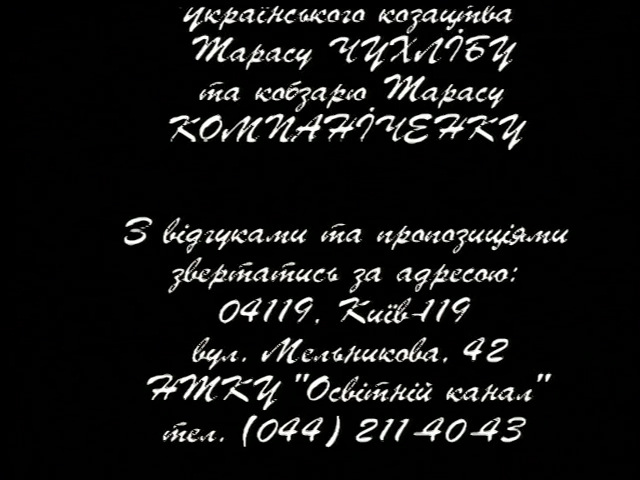 українського козацтва
Тарасу ЧУХЛІБУ
та кобзарю Тарасу
КОМПАНІЧЕНКУ
З відгуками та пропозиціями
звертатись за адресою:
04119, Київ-119
вул. Мельникова, 42
НТКУ "Освітній канал"
тел. (044) 211-40-43